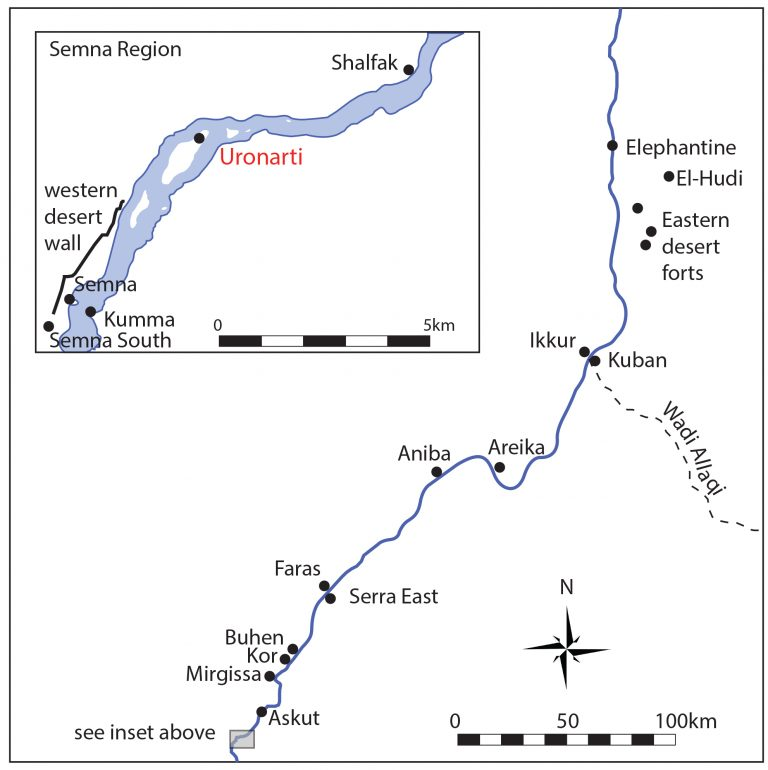 Semna Region
Shalfak
Uronarti
western
desert
wall
Semna
Kumma
Semna South
0 5km
Elephantine
El-Hudi
Eastern
desert
forts
Ikkur
Kuban
Wadi Allaqi
Aniba
Areika
Faras
Serra East
N
Buhen
Kor
Mirgissa
Askut
see inset above
0 50 100km